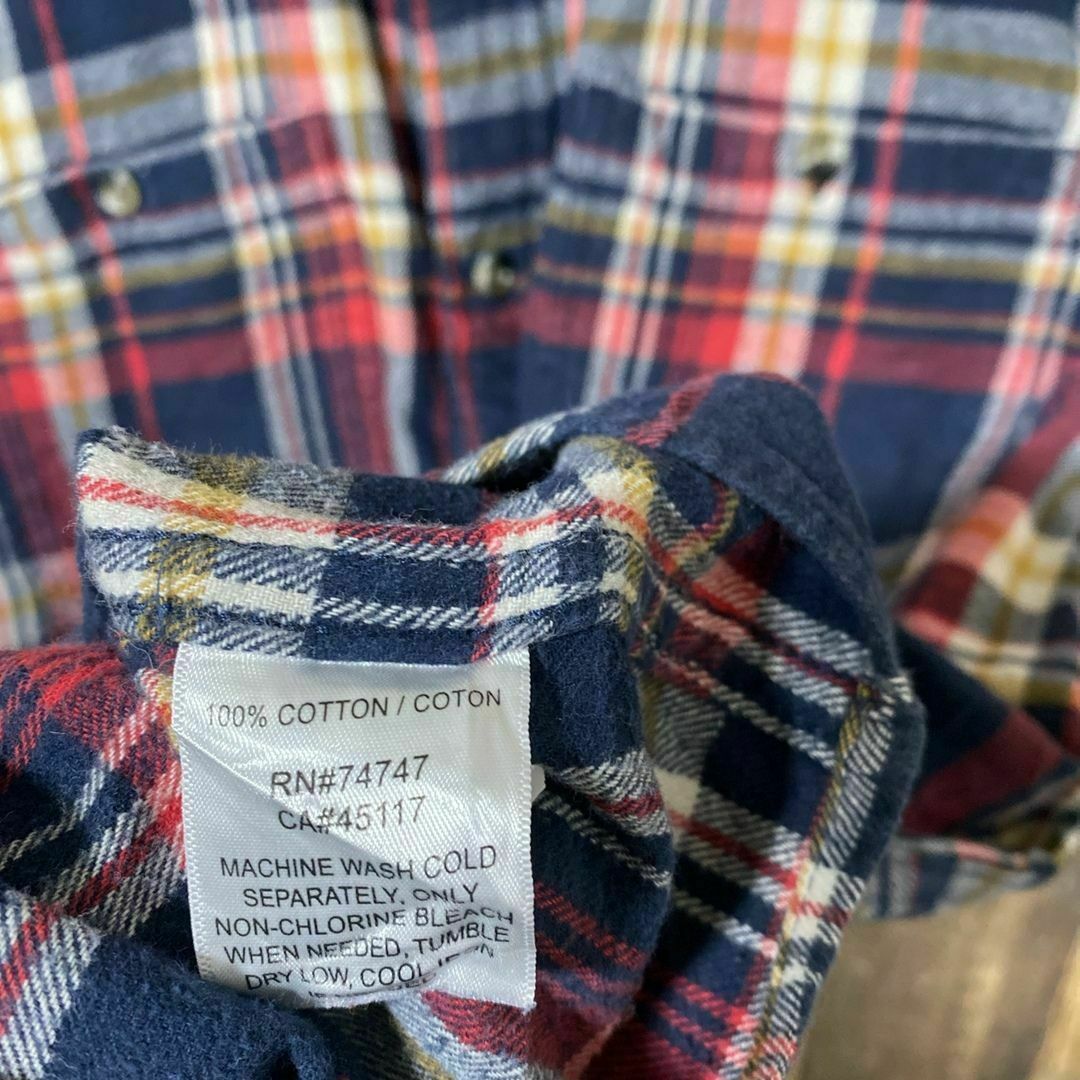 100% COTTON / COTON
RN#74747
CA#45117
MACHINE WASH COLD
SEPARATELY, ONLY
NON-CHLORINE BLEACH
WHEN NEEDED, TUMBLE
DRY LOW, COOL IRON